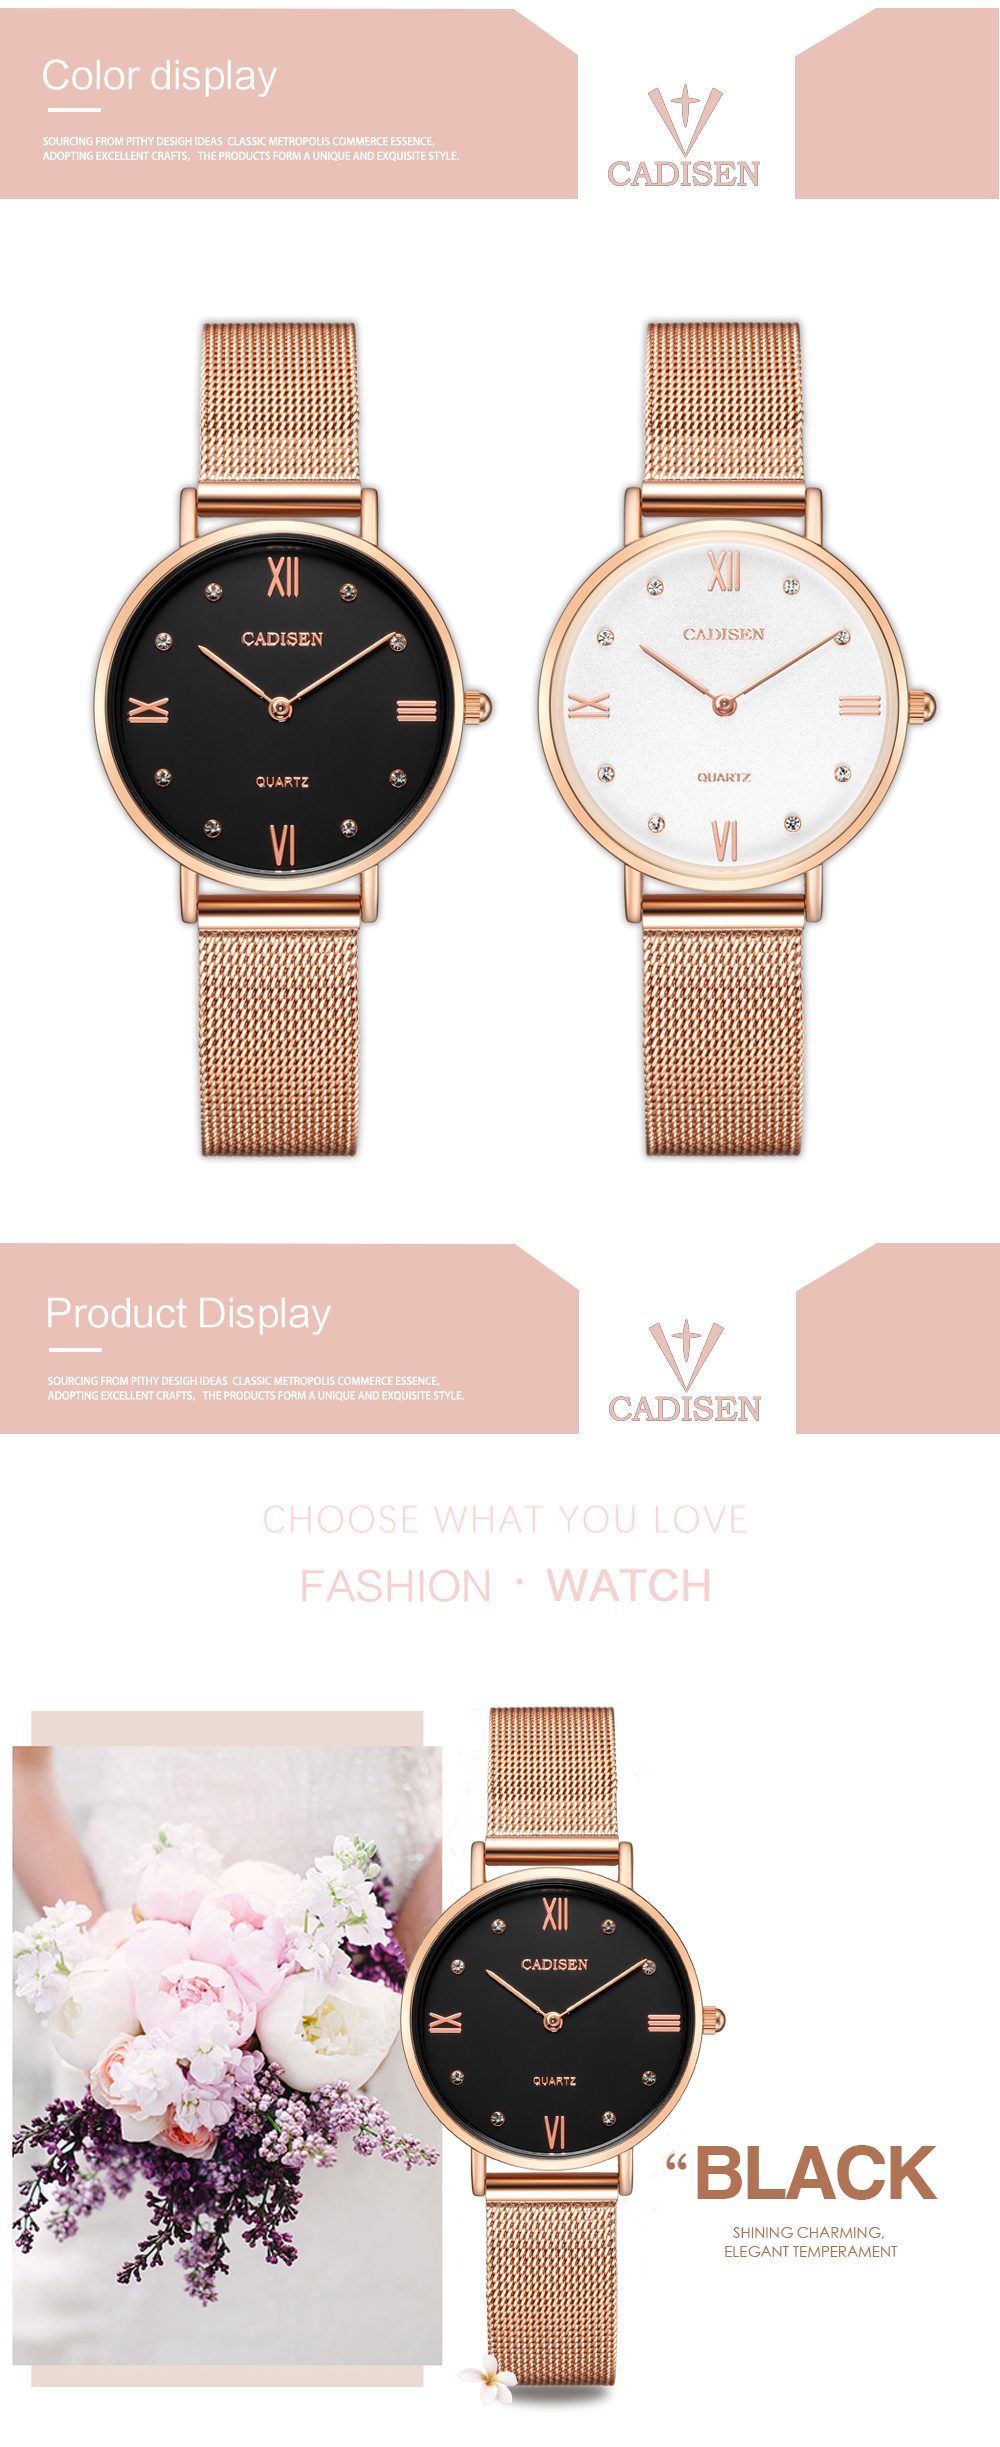 Color display
SOURCING FROM PITHY DESIGH IDEAS CLASSIC METROPOLIS COMMERCE ESSENCE,
ADOPTING EXCELLENT CRAFTS, THE PRODUCTS FORM A UNIQUE AND EXQUISITE STYLE.
CADISEN
XII
CADISEN
IX
III
QUARTZ
VI
XII
CADISEN
IX
III
QUARTZ
VI
Product Display
SOURCING FROM PITHY DESIGH IDEAS CLASSIC METROPOLIS COMMERCE ESSENCE,
ADOPTING EXCELLENT CRAFTS, THE PRODUCTS FORM A UNIQUE AND EXQUISITE STYLE.
CADISEN
CHOOSE WHAT YOU LOVE
FASHION · WATCH
XII
CADISEN
IX
III
QUARTZ
VI
“BLACK
SHINING CHARMING,
ELEGANT TEMPERAMENT